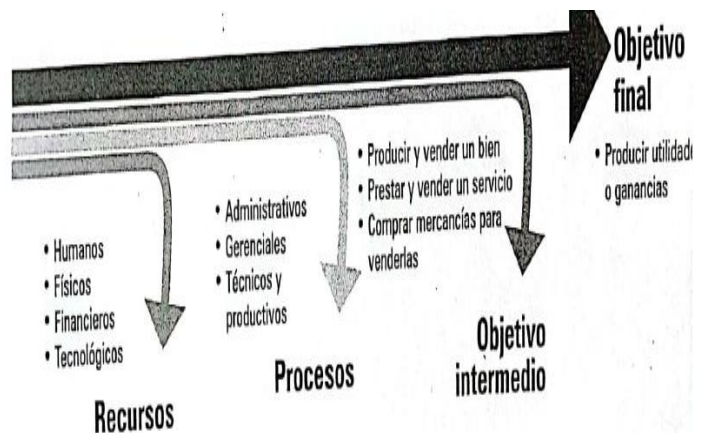 • Humanos
• Físicos
• Financieros
• Tecnológicos
Recursos
• Administrativos
• Gerenciales
• Técnicos y
productivos
Procesos
• Producir y vender un bien
• Prestar y vender un servicio
• Comprar mercancías para
venderlas
Objetivo
intermedio
Objetivo
final
• Producir utilidad
o ganancias